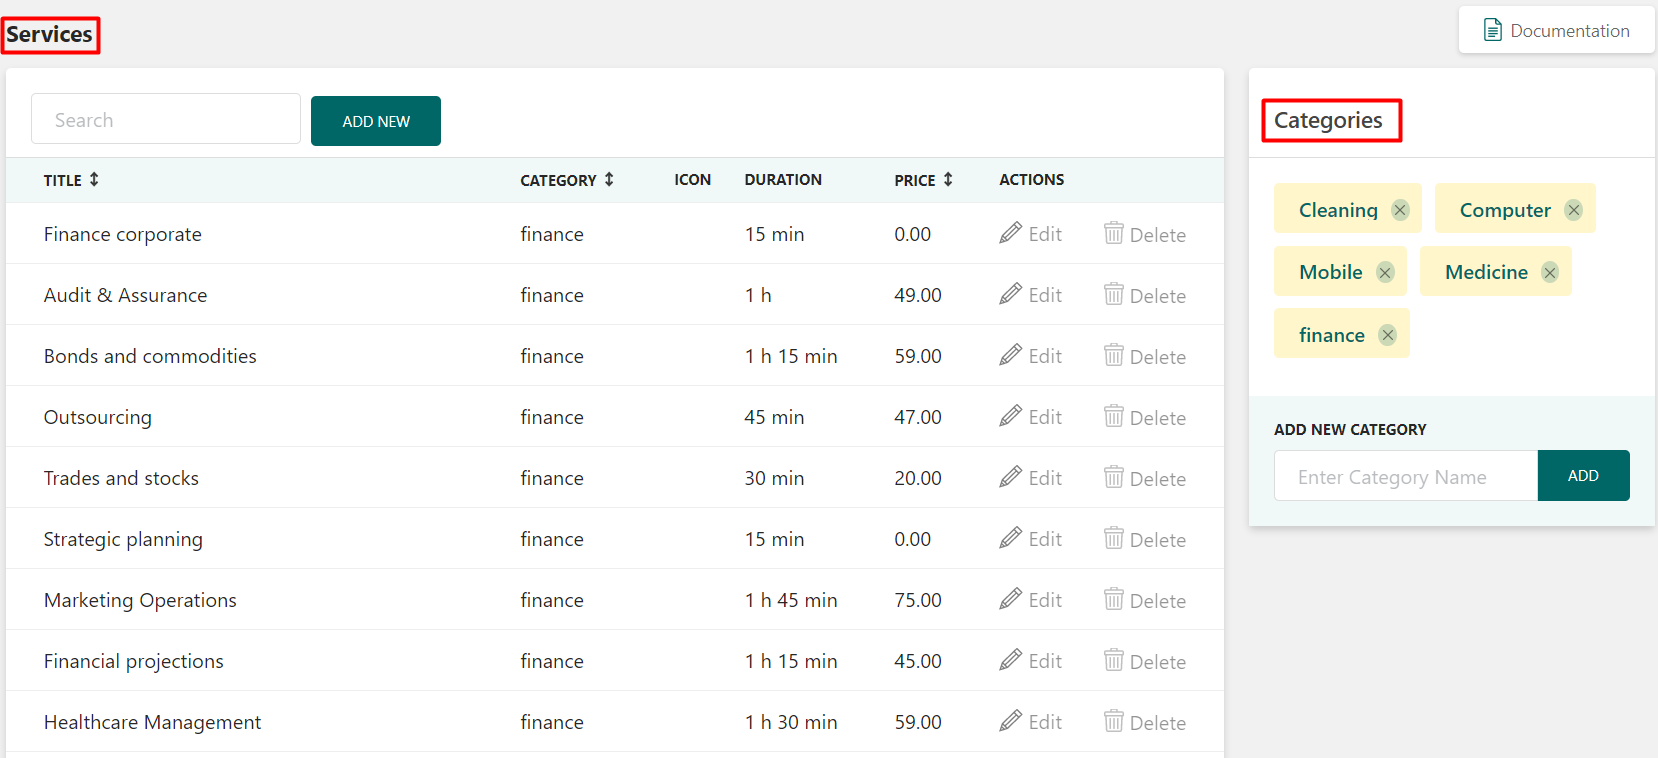 Services
Documentation
Search
ADD NEW
TITLE CATEGORY ICON DURATION PRICE ACTIONS
Finance corporate finance 15 min 0.00 Edit Delete
Audit & Assurance finance 1 h 49.00 Edit Delete
Bonds and commodities finance 1 h 15 min 59.00 Edit Delete
Outsourcing finance 45 min 47.00 Edit Delete
Trades and stocks finance 30 min 20.00 Edit Delete
Strategic planning finance 15 min 0.00 Edit Delete
Marketing Operations finance 1 h 45 min 75.00 Edit Delete
Financial projections finance 1 h 15 min 45.00 Edit Delete
Healthcare Management finance 1 h 30 min 59.00 Edit Delete
Categories
Cleaning Computer
Mobile Medicine
finance
ADD NEW CATEGORY
Enter Category Name ADD